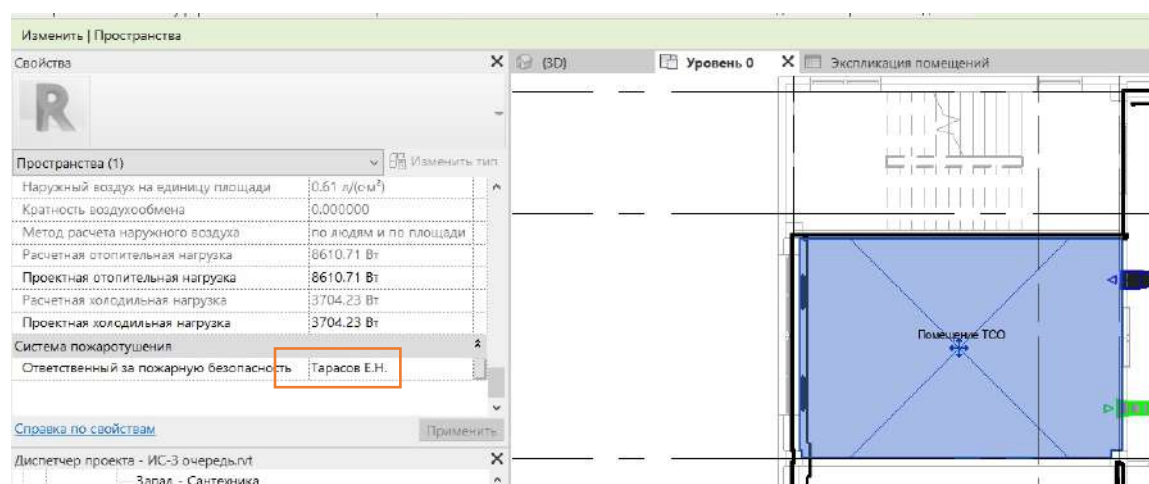 Изменить | Пространства
Свойства
(3D)
Уровень 0
Экспликация помещений
R
Пространства (1)
Изменить тип
Наружный воздух на единицу площади 0.61 л/(с·м²)
Кратность воздухообмена 0.000000
Метод расчета наружного воздуха по людям и по площади
Расчетная отопительная нагрузка 8610.71 Вт
Проектная отопительная нагрузка 8610.71 Вт
Расчетная холодильная нагрузка 3704.23 Вт
Проектная холодильная нагрузка 3704.23 Вт
Система пожаротушения
Ответственный за пожарную безопасность Тарасов Е.Н.
Помещение ТСО
Справка по свойствам
Применить
Диспетчер проекта - ИС-3 очередь.rvt
Запад - Сантехника